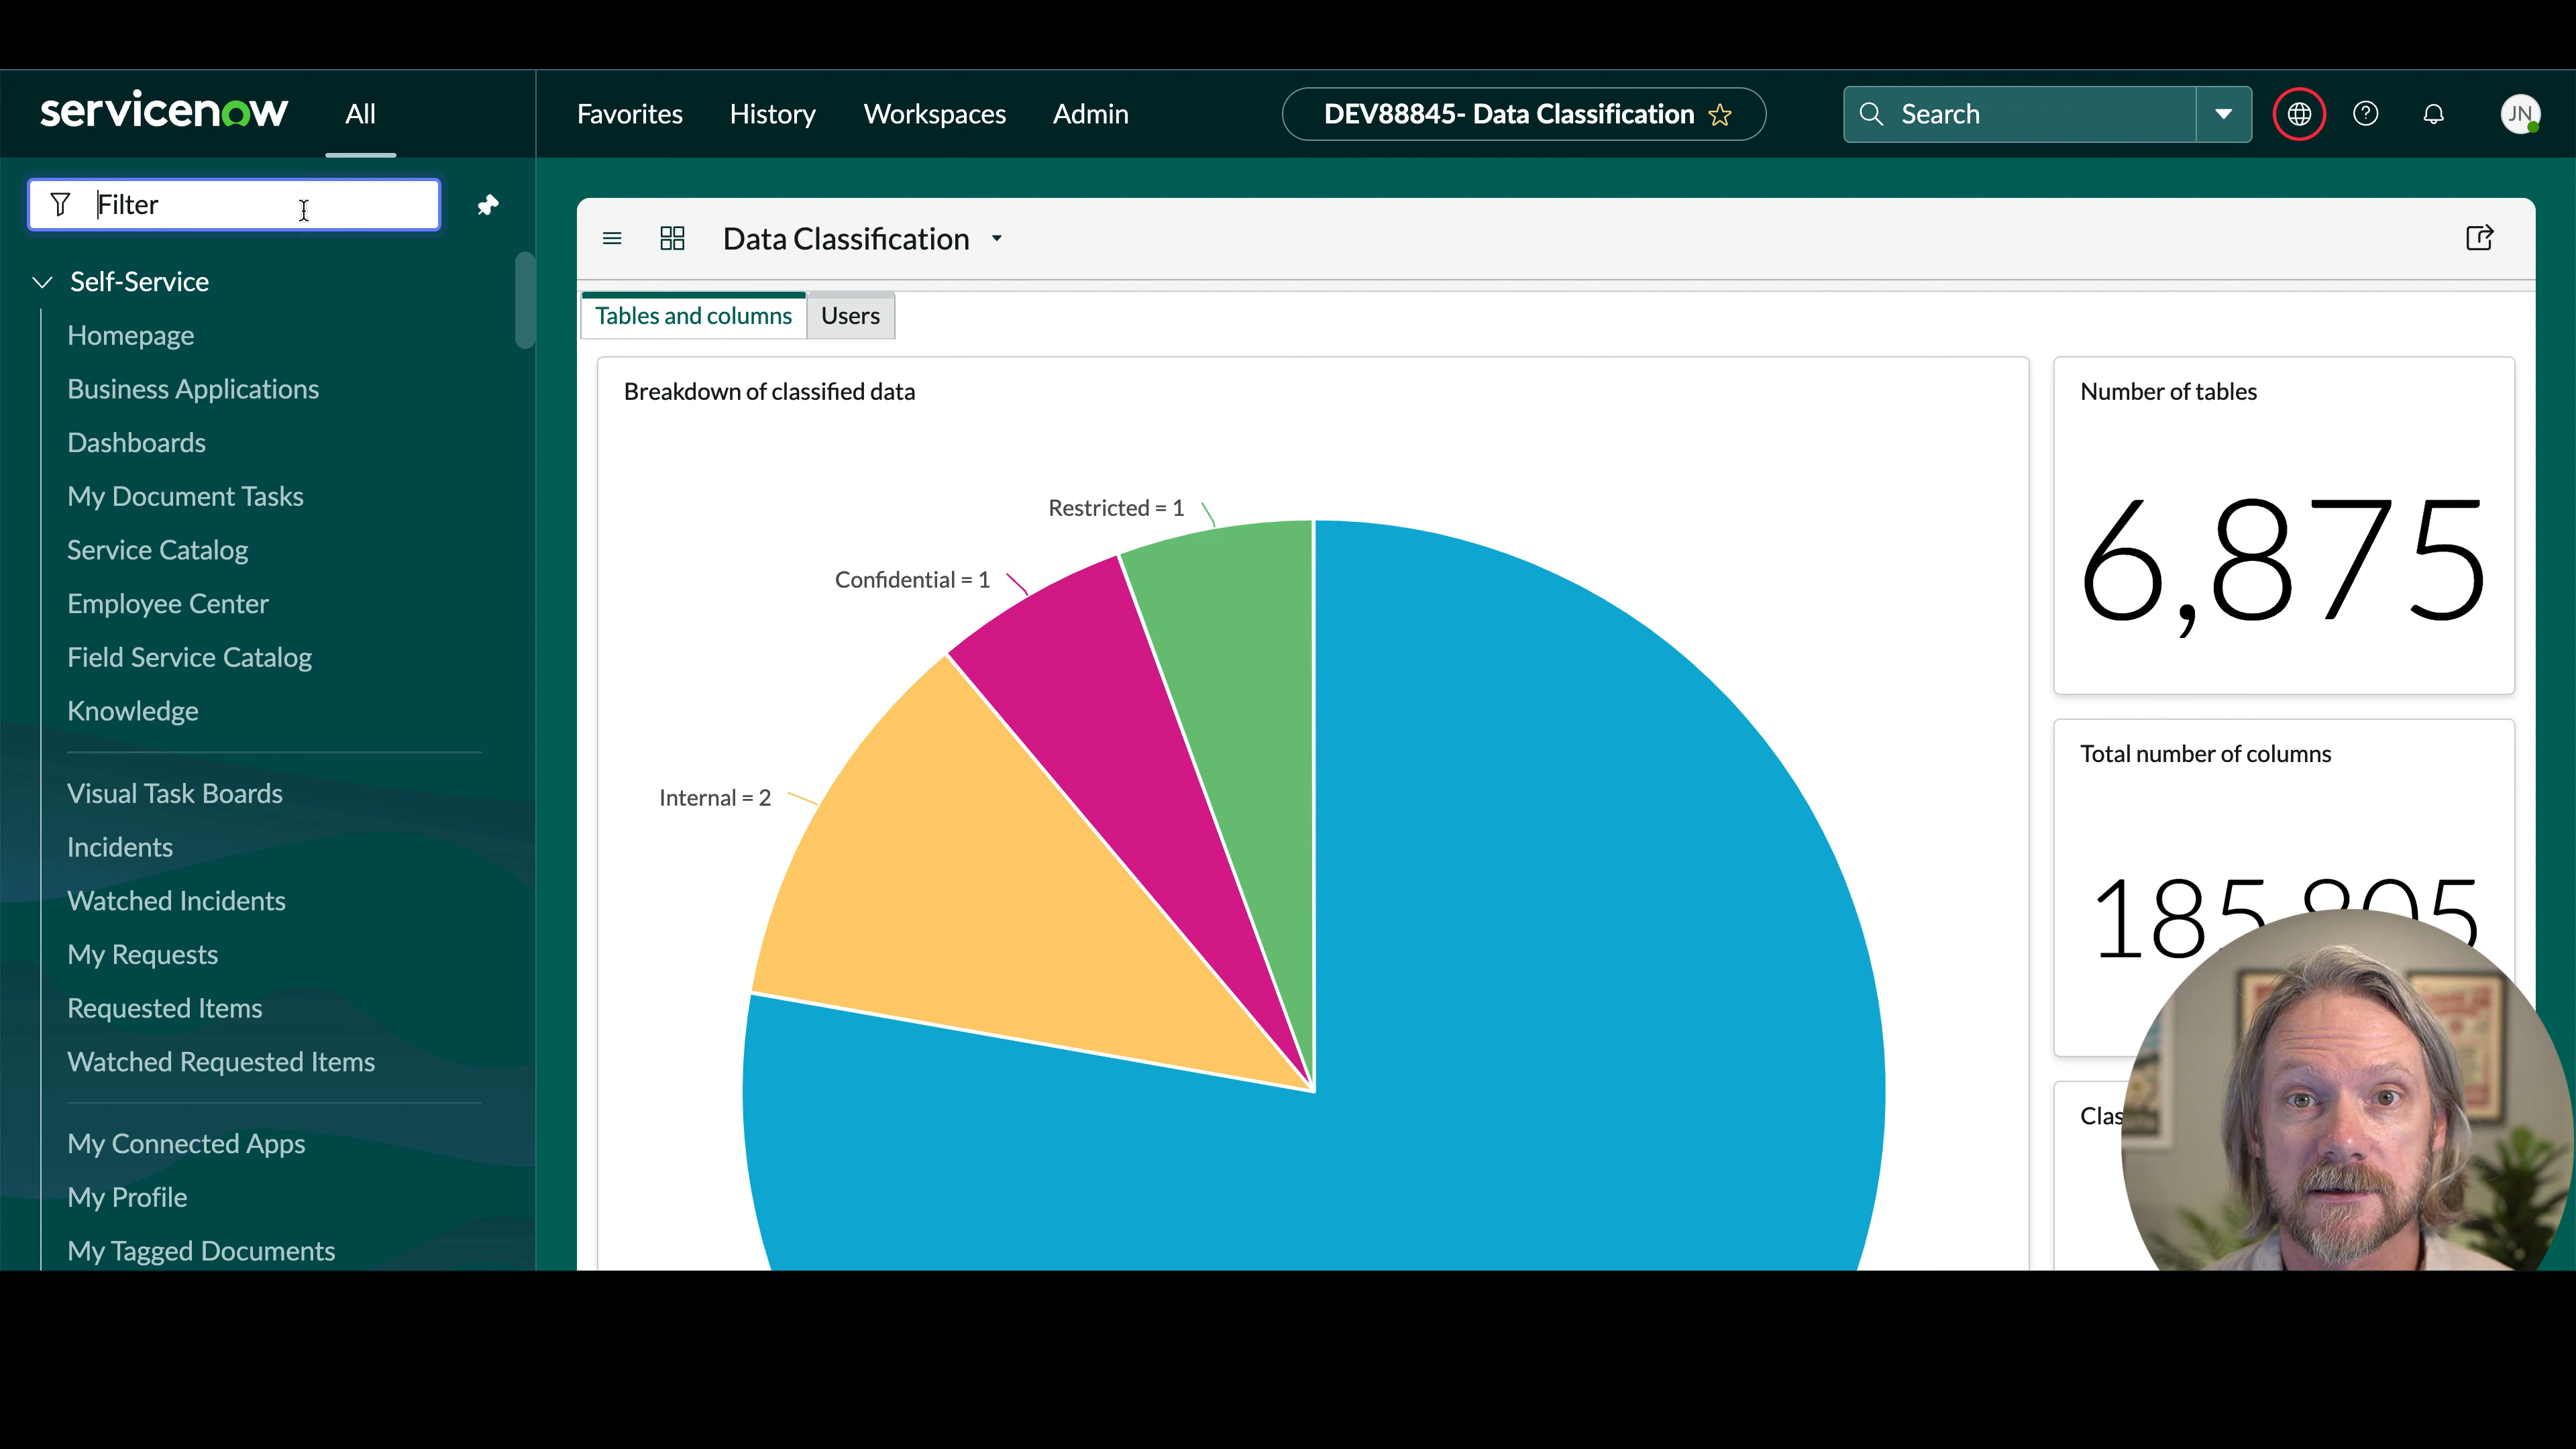 servicenow All Favorites History Workspaces Admin DEV88845- Data Classification Search JN
Filter
Self-Service
Homepage
Business Applications
Dashboards
My Document Tasks
Service Catalog
Employee Center
Field Service Catalog
Knowledge
Visual Task Boards
Incidents
Watched Incidents
My Requests
Requested Items
Watched Requested Items
My Connected Apps
My Profile
My Tagged Documents
Data Classification
Tables and columns Users
Breakdown of classified data
Restricted = 1
Confidential = 1
Internal = 2
Number of tables
6,875
Total number of columns
185,805
Clas